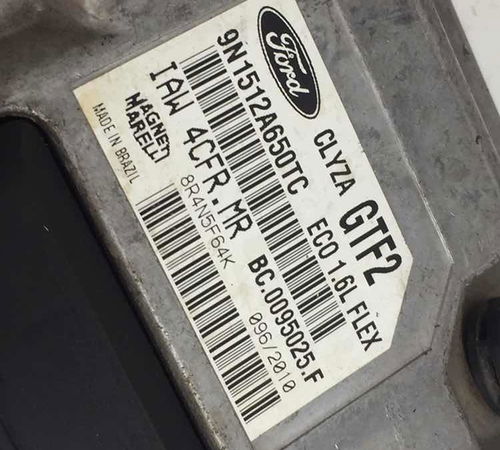 Ford
CLYZA GTF2
9N1512A650TC
ECO 1.6L FLEX
IAW 4CFR.MR BC.0095025.F
MAGNETI MARELLI
8R4N5F64K
096/2010
MADE IN BRAZIL